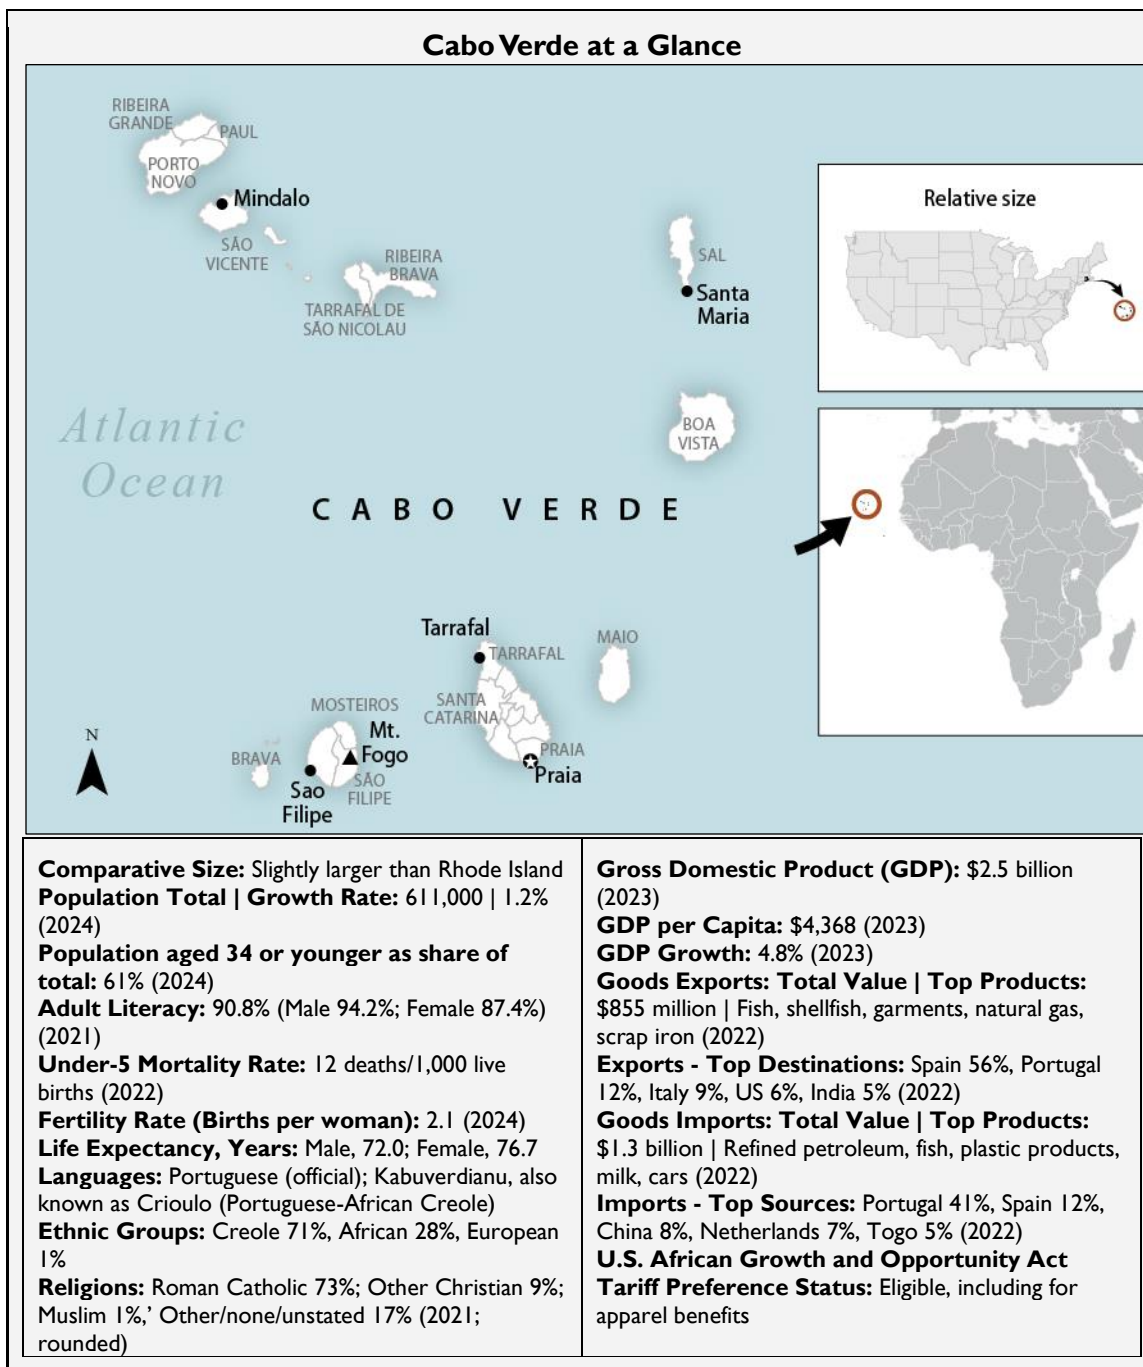 Cabo Verde at a Glance
RIBEIRA
GRANDE
PAUL
PORTO
NOVO
Mindalo
SÃO
VICENTE
RIBEIRA
BRAVA
TARRAFAL DE
SÃO NICOLAU
SAL
Santa
Maria
Relative size
BOA
VISTA
Atlantic
Ocean
CABO VERDE
Tarrafal
TARRAFAL
MAIO
SANTA
CATARINA
MOSTEIROS
Mt.
Fogo
PRAIA
Praia
BRAVA
SÃO
FILIPE
Sao
Filipe
N
Comparative Size: Slightly larger than Rhode Island
Population Total | Growth Rate: 611,000 | 1.2%
(2024)
Population aged 34 or younger as share of
total: 61% (2024)
Adult Literacy: 90.8% (Male 94.2%; Female 87.4%)
(2021)
Under-5 Mortality Rate: 12 deaths/1,000 live
births (2022)
Fertility Rate (Births per woman): 2.1 (2024)
Life Expectancy, Years: Male, 72.0; Female, 76.7
Languages: Portuguese (official); Kabuverdianu, also
known as Crioulo (Portuguese-African Creole)
Ethnic Groups: Creole 71%, African 28%, European
1%
Religions: Roman Catholic 73%; Other Christian 9%;
Muslim 1%,’ Other/none/unstated 17% (2021;
rounded)
Gross Domestic Product (GDP): $2.5 billion
(2023)
GDP per Capita: $4,368 (2023)
GDP Growth: 4.8% (2023)
Goods Exports: Total Value | Top Products:
$855 million | Fish, shellfish, garments, natural gas,
scrap iron (2022)
Exports - Top Destinations: Spain 56%, Portugal
12%, Italy 9%, US 6%, India 5% (2022)
Goods Imports: Total Value | Top Products:
$1.3 billion | Refined petroleum, fish, plastic products,
milk, cars (2022)
Imports - Top Sources: Portugal 41%, Spain 12%,
China 8%, Netherlands 7%, Togo 5% (2022)
U.S. African Growth and Opportunity Act
Tariff Preference Status: Eligible, including for
apparel benefits